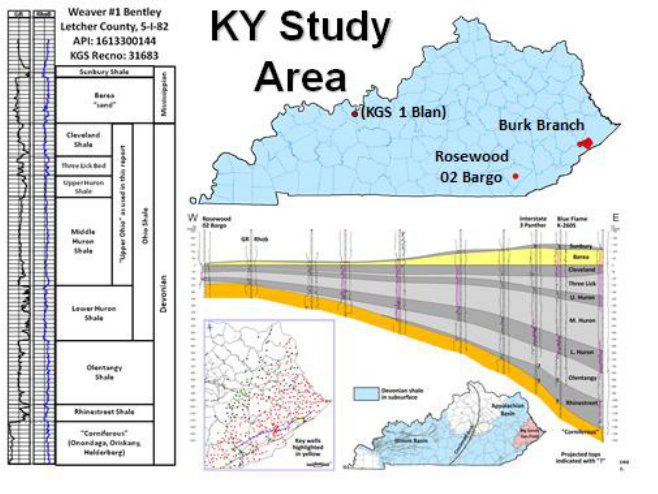 GR
RhoB
Weaver #1 Bentley
Letcher County, 5-I-82
API: 1613300144
KGS Recno: 31683
Sunbury Shale
Berea
"sand"
Mississippian
Cleveland
Shale
Three Lick Bed
Upper Huron
Shale
Middle
Huron
Shale
"Upper Ohio" as used in this report
Ohio Shale
Devonian
Lower Huron
Shale
Olentangy
Shale
Rhinestreet Shale
"Corniferous"
(Onondaga, Oriskany,
Helderberg)
KY Study
Area
(KGS 1 Blan)
Burk Branch
Rosewood
02 Bargo
W
Rosewood
02 Bargo
GR
Rhob
Interstate
3 Panther
Blue Flame
K-2605
E
Sunbury
Berea
Cleveland
Three Lick
U. Huron
M. Huron
L. Huron
Olentangy
Rhinestreet
"Corniferous"
Projected tops
indicated with "?"
Key wells
highlighted
in yellow
Devonian shale
in subsurface
Appalachian
Basin
Illinois Basin